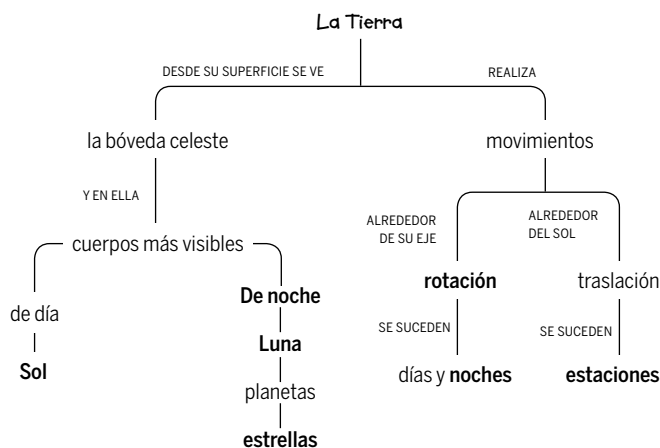 La Tierra
DESDE SU SUPERFICIE SE VE
REALIZA
la bóveda celeste
movimientos
Y EN ELLA
ALREDEDOR
DE SU EJE
ALREDEDOR
DEL SOL
cuerpos más visibles
rotación
traslación
De noche
de día
SE SUCEDEN
SE SUCEDEN
Luna
Sol
días y noches
estaciones
planetas
estrellas